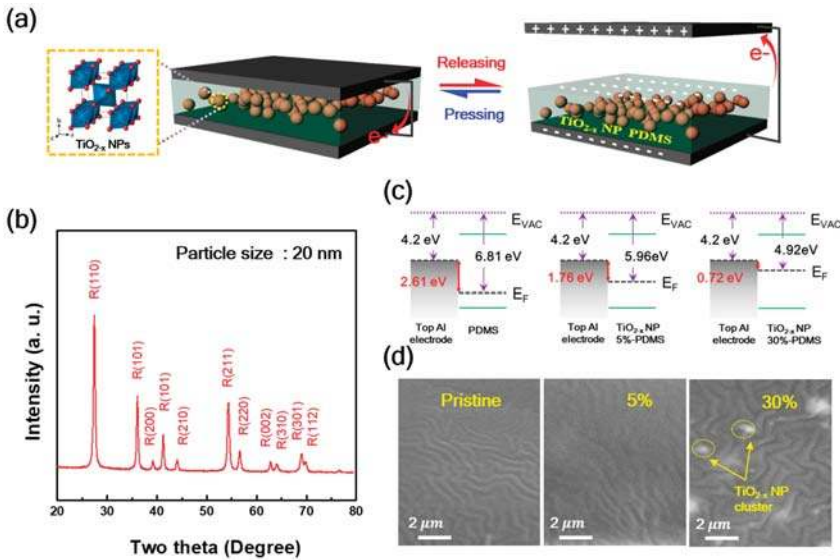 (a)
TiO2-x NPs
Releasing
Pressing
e-
e-
+ + + + + + + +
TiO2-x NP PDMS
(b)
Particle size : 20 nm
R(110)
R(101)
R(200)
R(101)
R(210)
R(211)
R(220)
R(002)
R(310)
R(301)
R(112)
Intensity (a. u.)
20 30 40 50 60 70 80
Two theta (Degree)
(c)
EVAC
4.2 eV
6.81 eV
2.61 eV
EF
Top Al
electrode
PDMS
EVAC
4.2 eV
5.96 eV
1.76 eV
EF
Top Al
electrode
TiO2-x NP
5%-PDMS
EVAC
4.2 eV
4.92 eV
0.72 eV
EF
Top Al
electrode
TiO2-x NP
30%-PDMS
(d)
Pristine
2 μm
5%
2 μm
30%
TiO2-x NP
cluster
2 μm